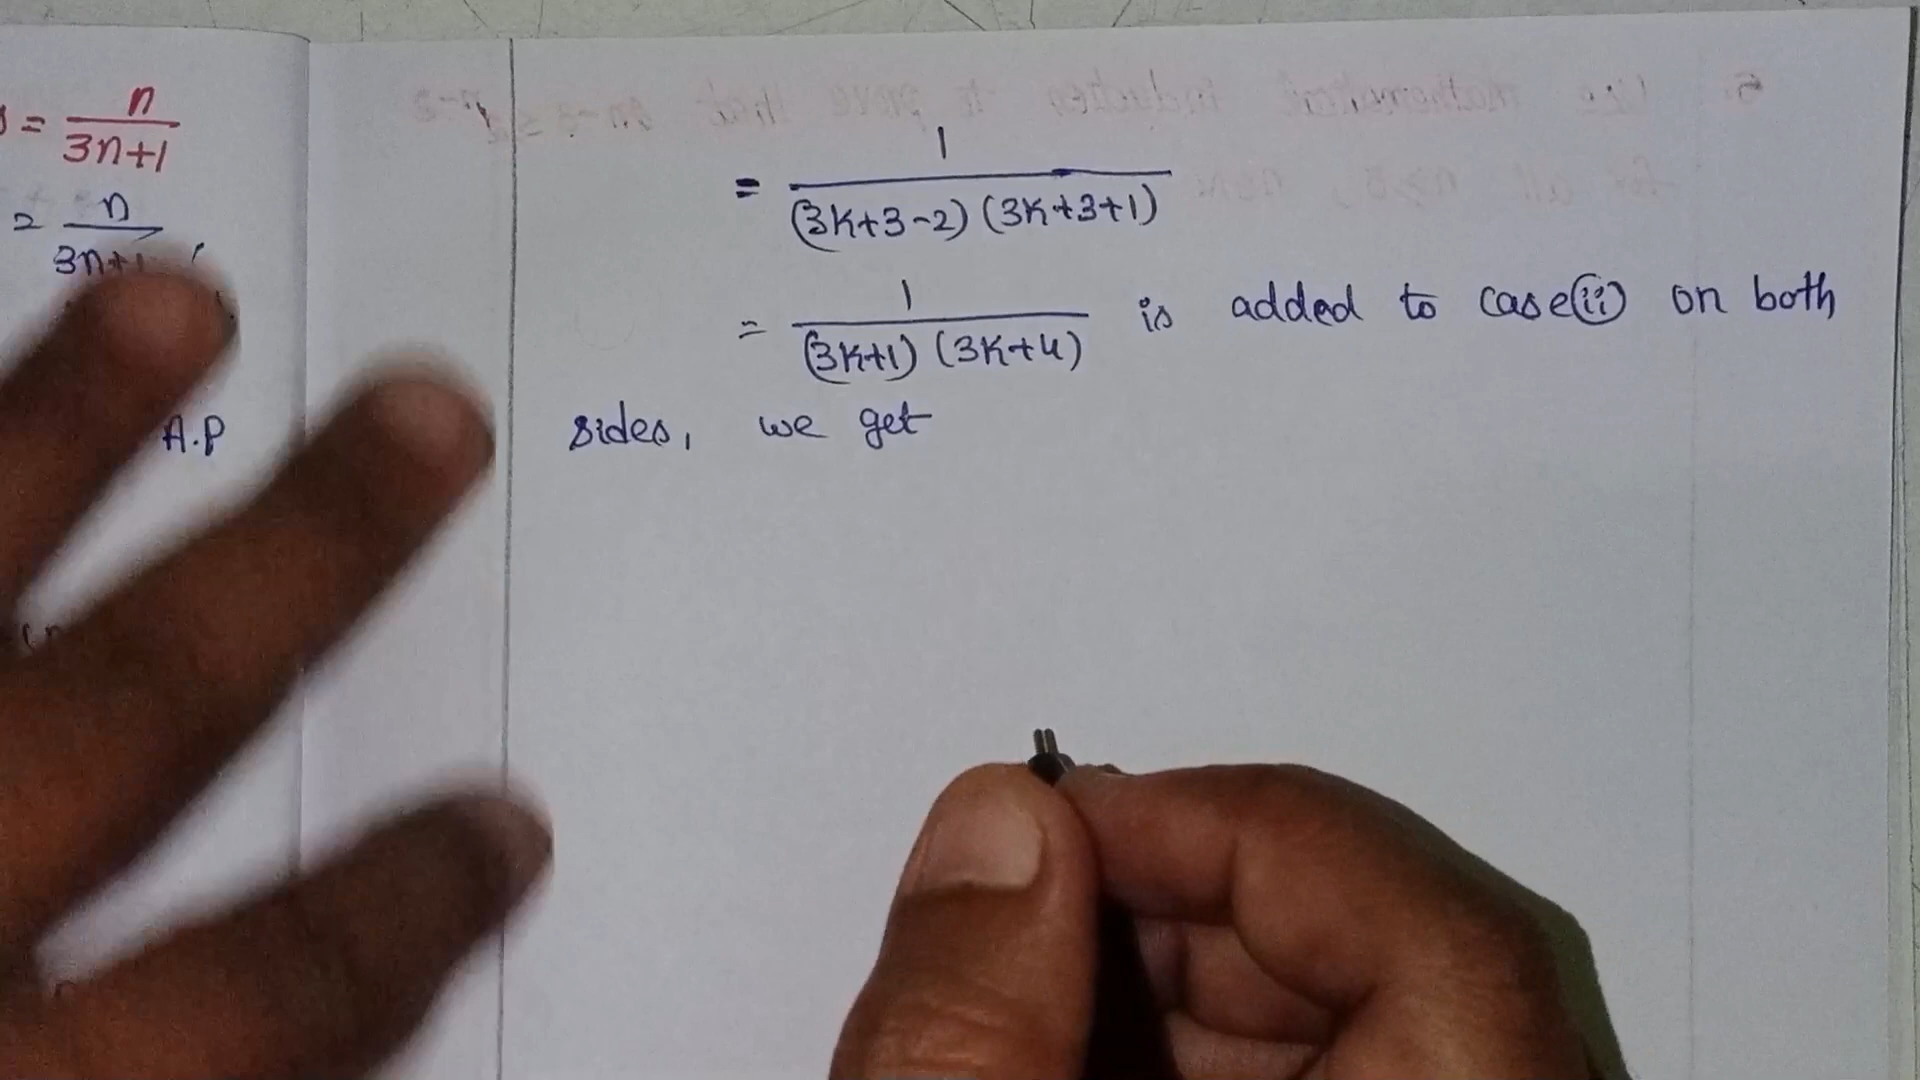 = n/3n+1
= n/3n+1
A.P
= 1/(3k+3-2) (3k+3+1)
= 1/(3k+1) (3k+4) is added to case(ii) on both
sides, we get